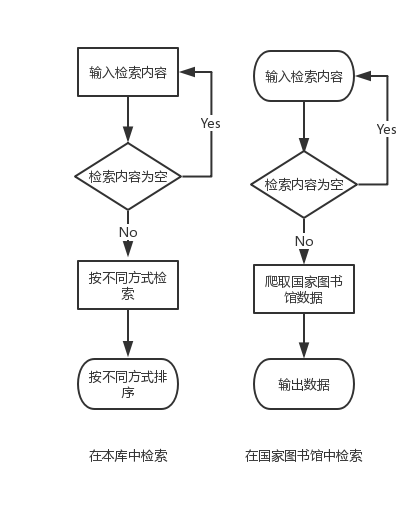 输入检索内容
Yes
检索内容为空
No
按不同方式检
索
按不同方式排
序
在本库中检索
输入检索内容
Yes
检索内容为空
No
爬取国家图书
馆数据
输出数据
在国家图书馆中检索